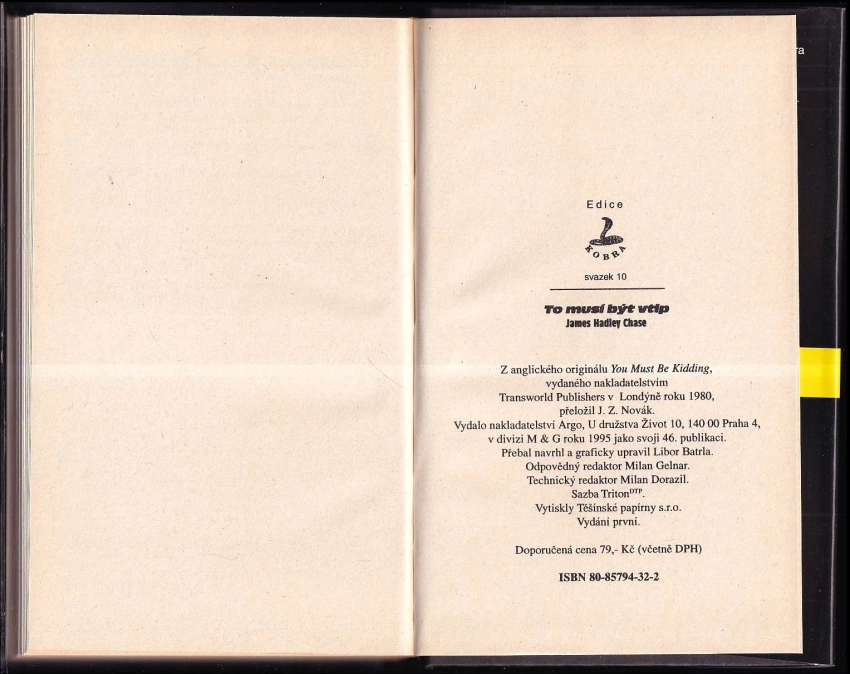 ra
Edice
KOBRA
svazek 10
To musí být vtip
James Hadley Chase
Z anglického originálu You Must Be Kidding,
vydaného nakladatelstvím
Transworld Publishers v Londýně roku 1980,
přeložil J. Z. Novák.
Vydalo nakladatelství Argo, U družstva Život 10, 140 00 Praha 4,
v divizi M & G roku 1995 jako svoji 46. publikaci.
Přebal navrhl a graficky upravil Libor Batrla.
Odpovědný redaktor Milan Gelnar.
Technický redaktor Milan Dorazil.
Sazba Triton DTP.
Vytiskly Těšínské papírny s.r.o.
Vydání první.
Doporučená cena 79,- Kč (včetně DPH)
ISBN 80-85794-32-2